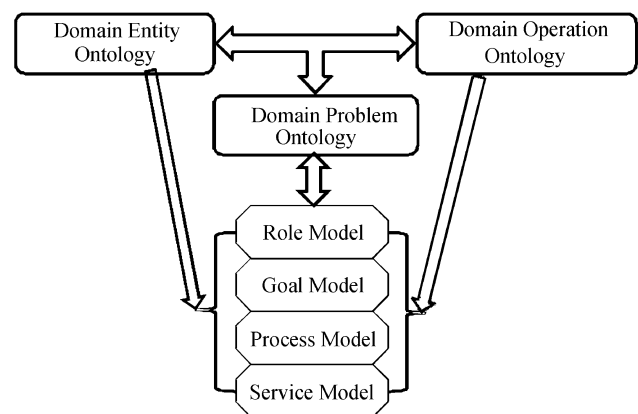 Domain Entity
Ontology
Domain Operation
Ontology
Domain Problem
Ontology
Role Model
Goal Model
Process Model
Service Model